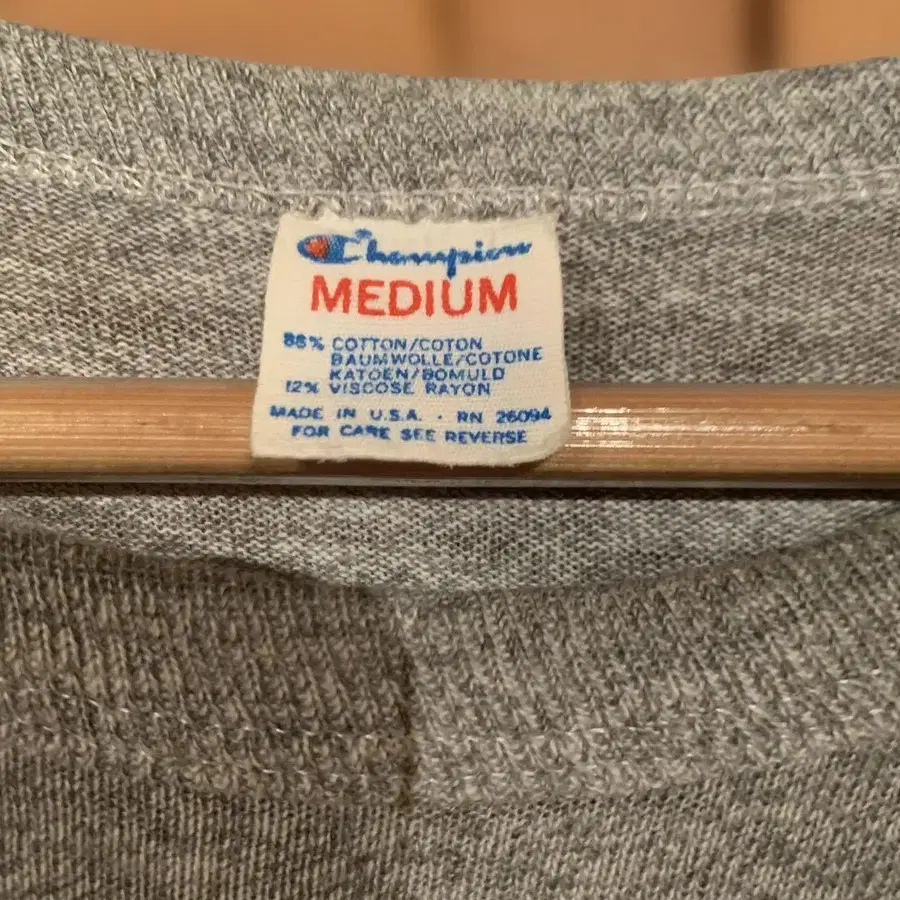 Champion
MEDIUM
88% COTTON/COTON
BAUMWOLLE/COTONE
KATOEN/BOMULD
12% VISCOSE RAYON
MADE IN U.S.A. · RN 26094
FOR CARE SEE REVERSE